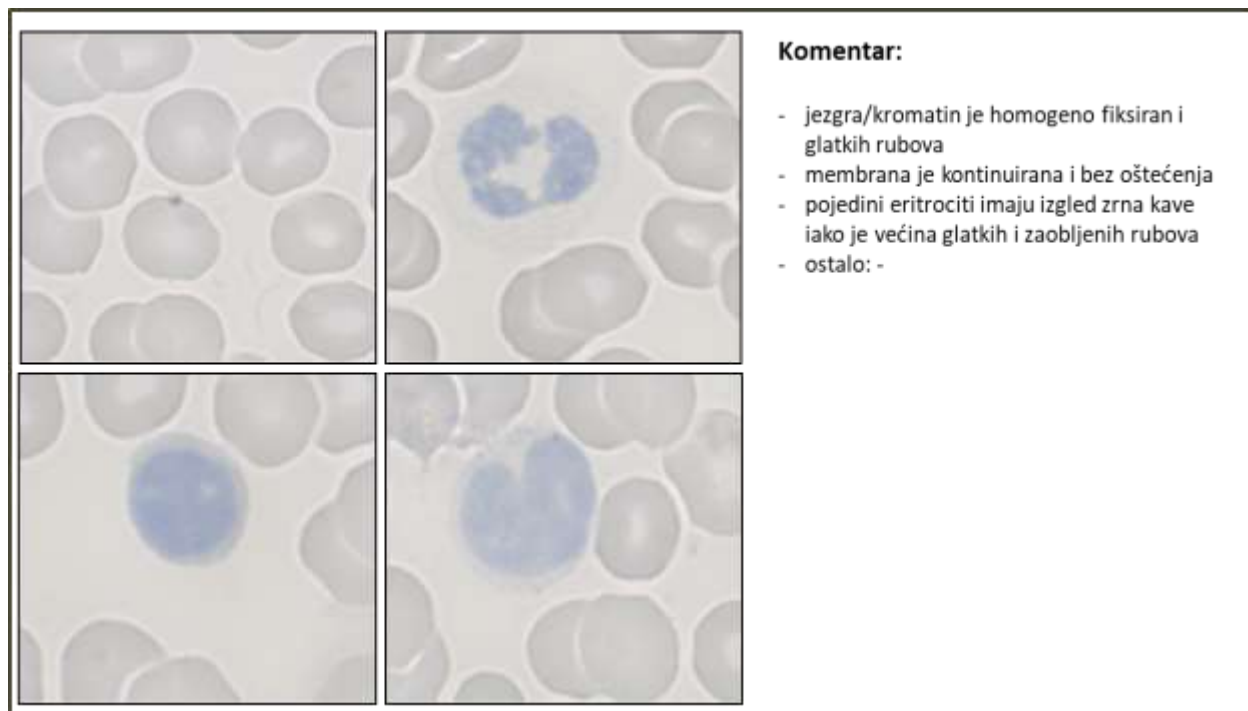 Komentar:
- jezgra/kromatin je homogeno fiksiran i
glatkih rubova
- membrana je kontinuirana i bez oštećenja
- pojedini eritrociti imaju izgled zrna kave
iako je većina glatkih i zaobljenih rubova
- ostalo: -